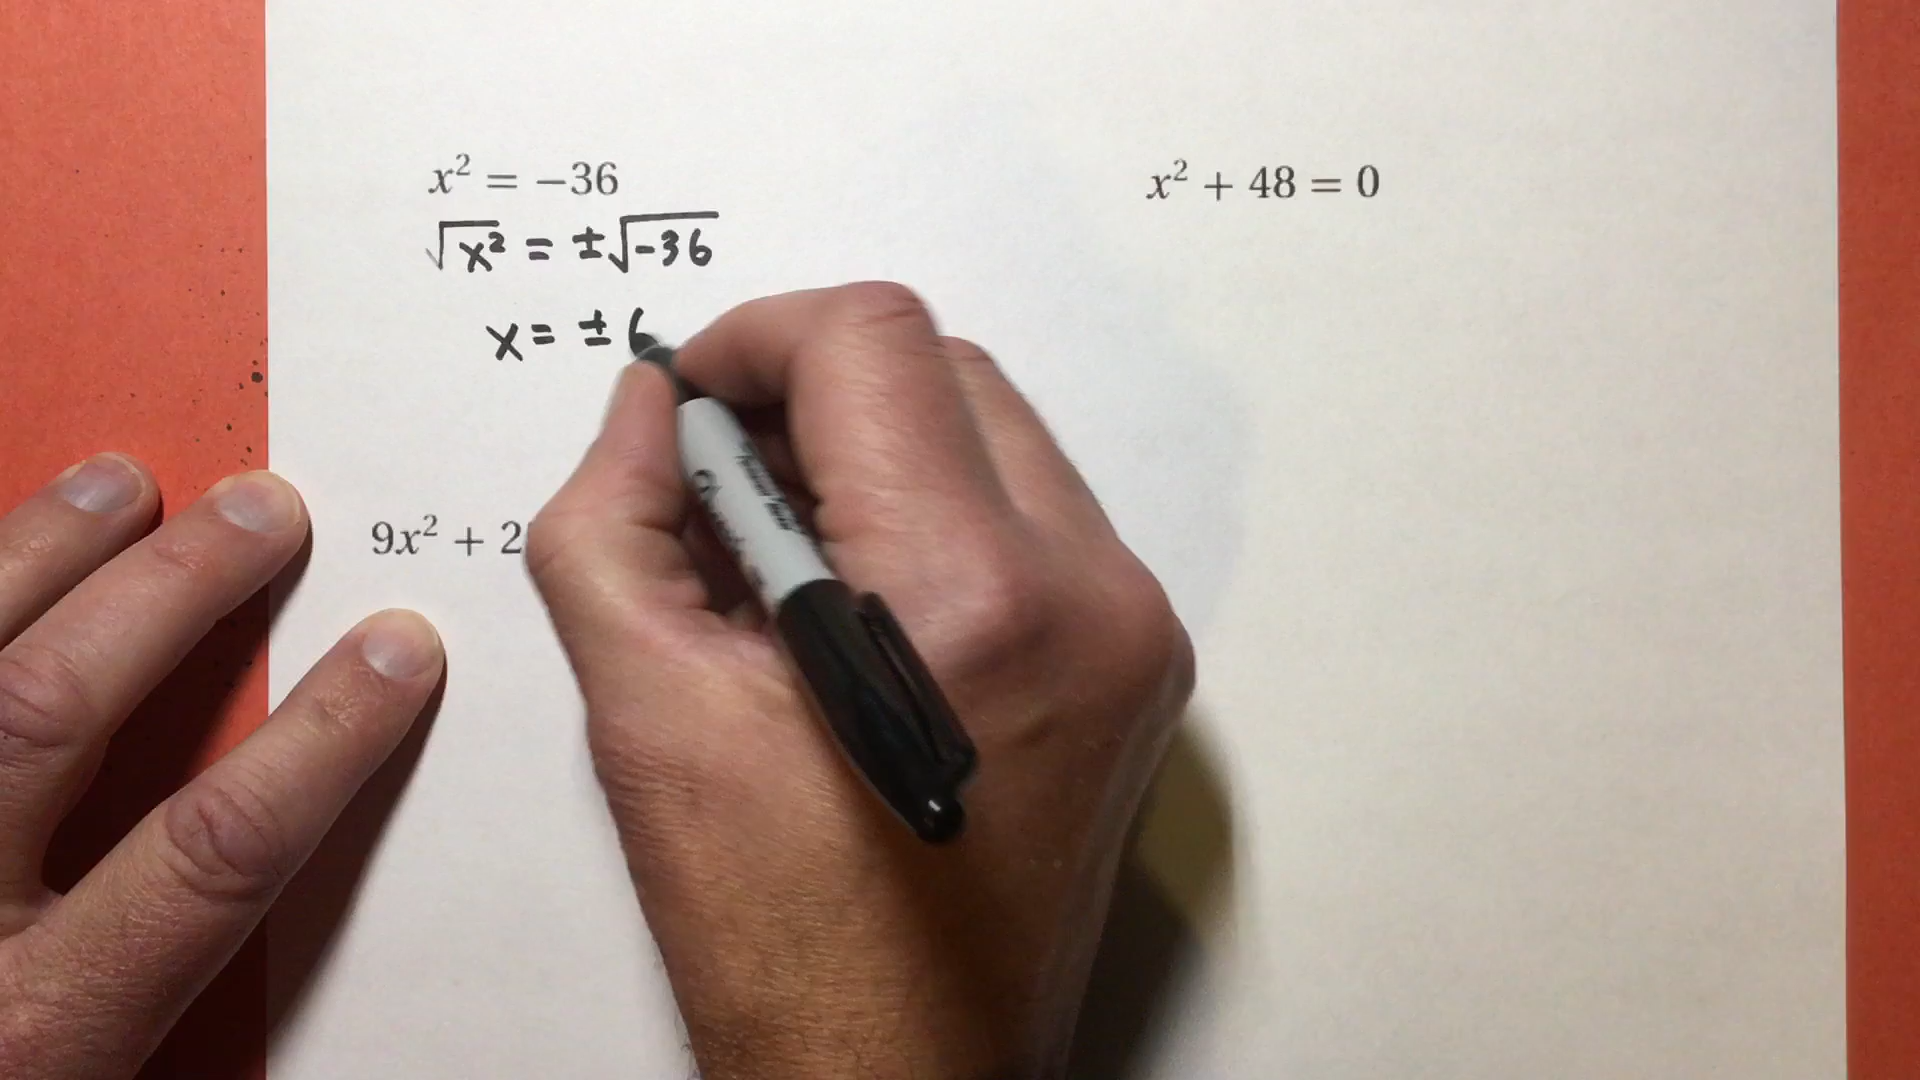 x² = −36
√x² = ±√-36
x = ± 6
x² + 48 = 0
9x² + 2